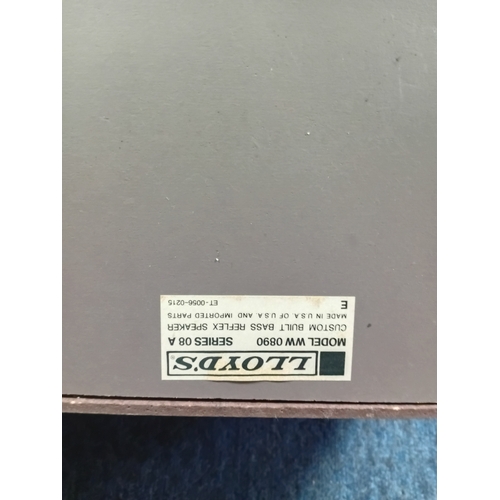 LLOYD'S®
MODEL WW 0890 SERIES 08 A
CUSTOM BUILT BASS REFLEX SPEAKER
MADE IN U.S.A. OF U.S.A. AND IMPORTED PARTS
E ET-0056-0215